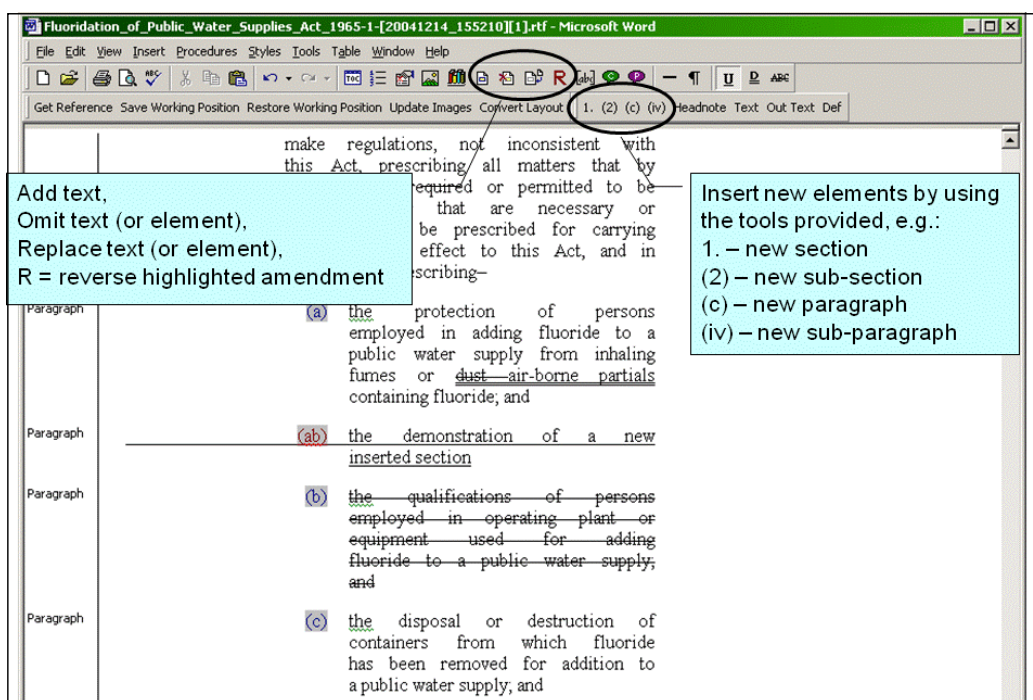 Fluoridation_of_Public_Water_Supplies_Act_1965-1-[20041214_155210][1].rtf - Microsoft Word
File Edit View Insert Procedures Styles Tools Table Window Help
TOC R [abc] C P ¶ U D ABC
Get Reference Save Working Position Restore Working Position Update Images Convert Layout 1. (2) (c) (iv) Headnote Text Out Text Def
make regulations, not inconsistent with
this Act, prescribing all matters that by
required or permitted to be
that are necessary or
be prescribed for carrying
effect to this Act, and in
escribing–
Add text,
Omit text (or element),
Replace text (or element),
R = reverse highlighted amendment
Insert new elements by using
the tools provided, e.g.:
1. – new section
(2) – new sub-section
(c) – new paragraph
(iv) – new sub-paragraph
Paragraph (a) the protection of persons
employed in adding fluoride to a
public water supply from inhaling
fumes or dust air-borne partials
containing fluoride; and
Paragraph (ab) the demonstration of a new
inserted section
Paragraph (b) the qualifications of persons
employed in operating plant or
equipment used for adding
fluoride to a public water supply;
and
Paragraph (c) the disposal or destruction of
containers from which fluoride
has been removed for addition to
a public water supply; and